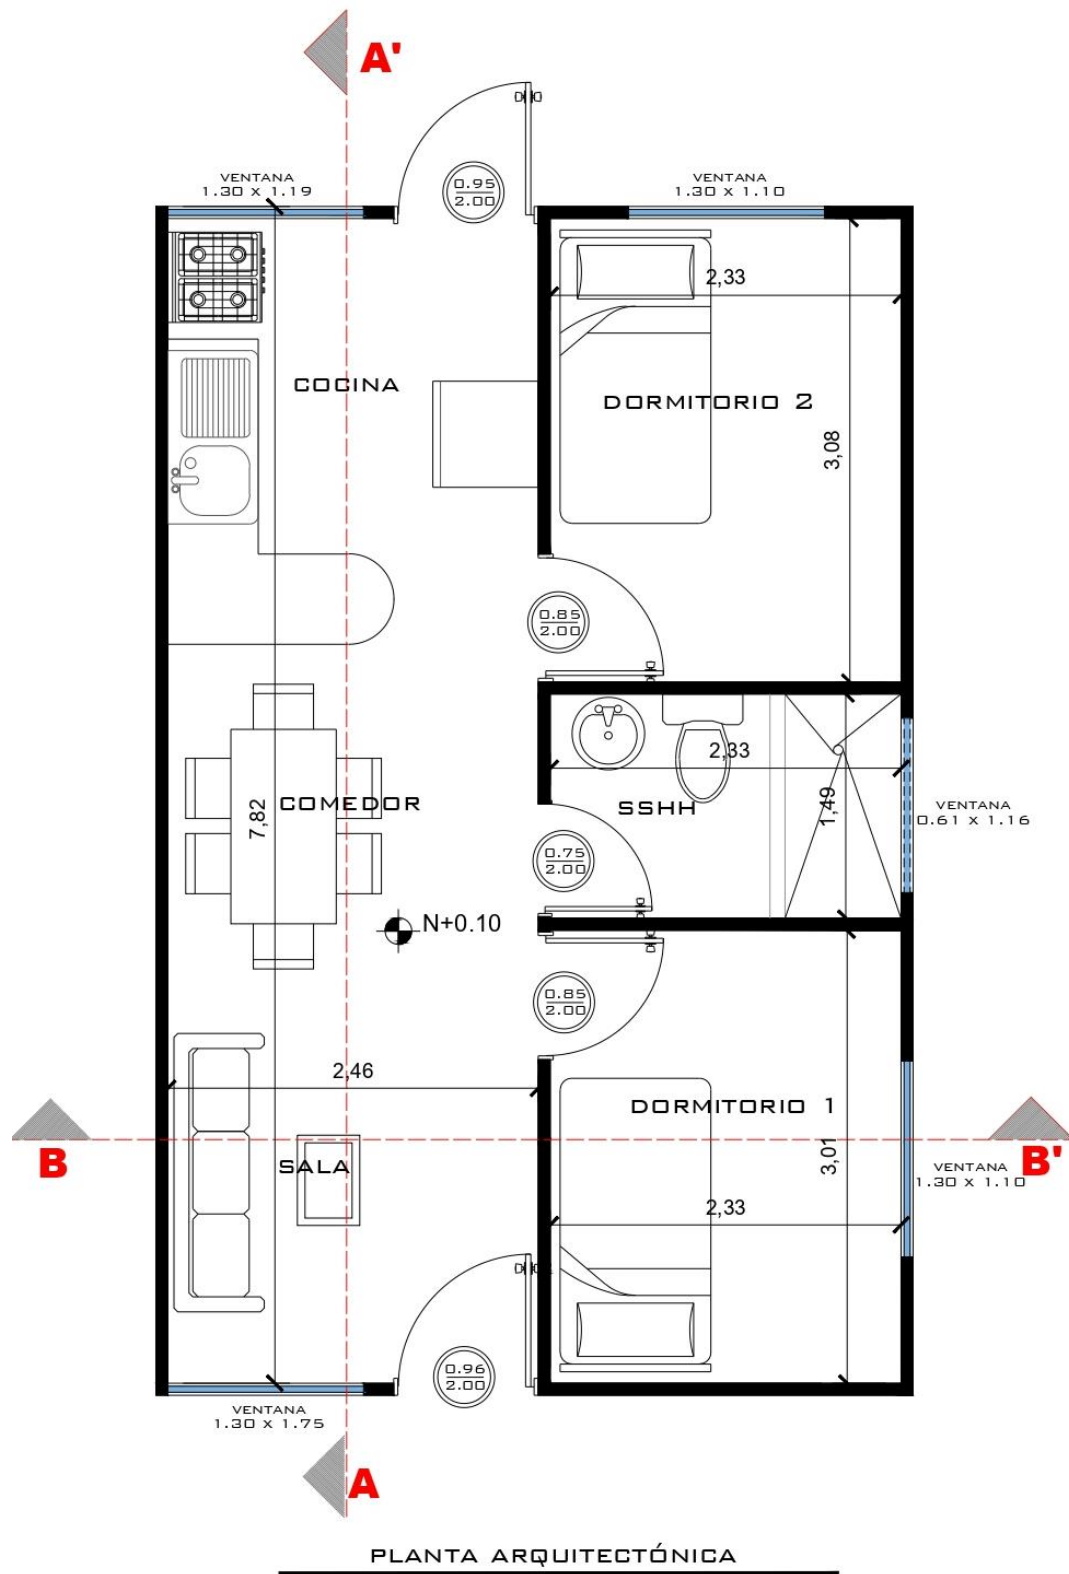 A'
0.95
2.00
VENTANA
1.30 x 1.19
VENTANA
1.30 x 1.10
2,33
COCINA
DORMITORIO 2
3,08
0.85
2.00
2,33
COMEDOR
7,82
SSHH
1,49
VENTANA
0.61 x 1.16
0.75
2.00
N+0.10
0.85
2.00
2,46
DORMITORIO 1
3,01
B
SALA
VENTANA
1.30 x 1.10
B'
2,33
0.96
2.00
VENTANA
1.30 x 1.75
A
PLANTA ARQUITECTÓNICA